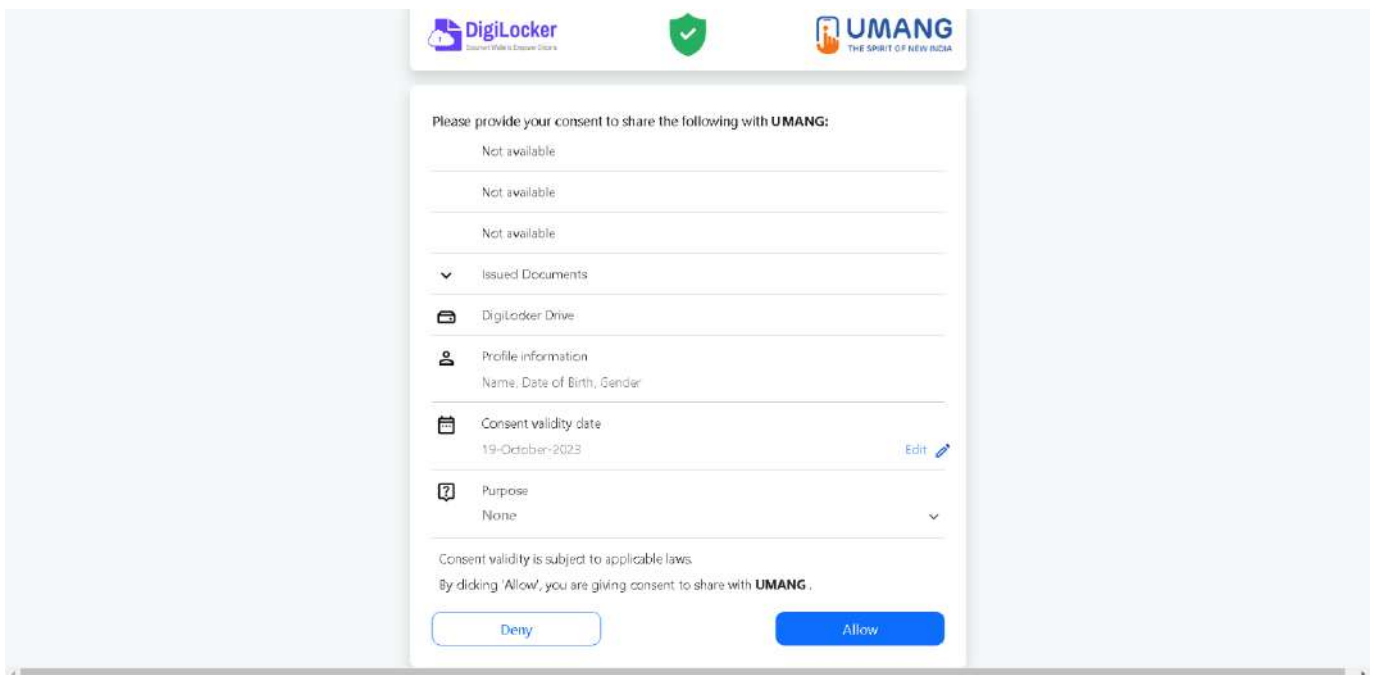 DigiLocker
UMANG
THE SPIRIT OF NEW INDIA
Please provide your consent to share the following with UMANG:
Not available
Not available
Not available
Issued Documents
DigiLocker Drive
Profile information
Name, Date of Birth, Gender
Consent validity date
19-October-2023
Edit
Purpose
None
Consent validity is subject to applicable laws.
By clicking 'Allow', you are giving consent to share with UMANG .
Deny
Allow